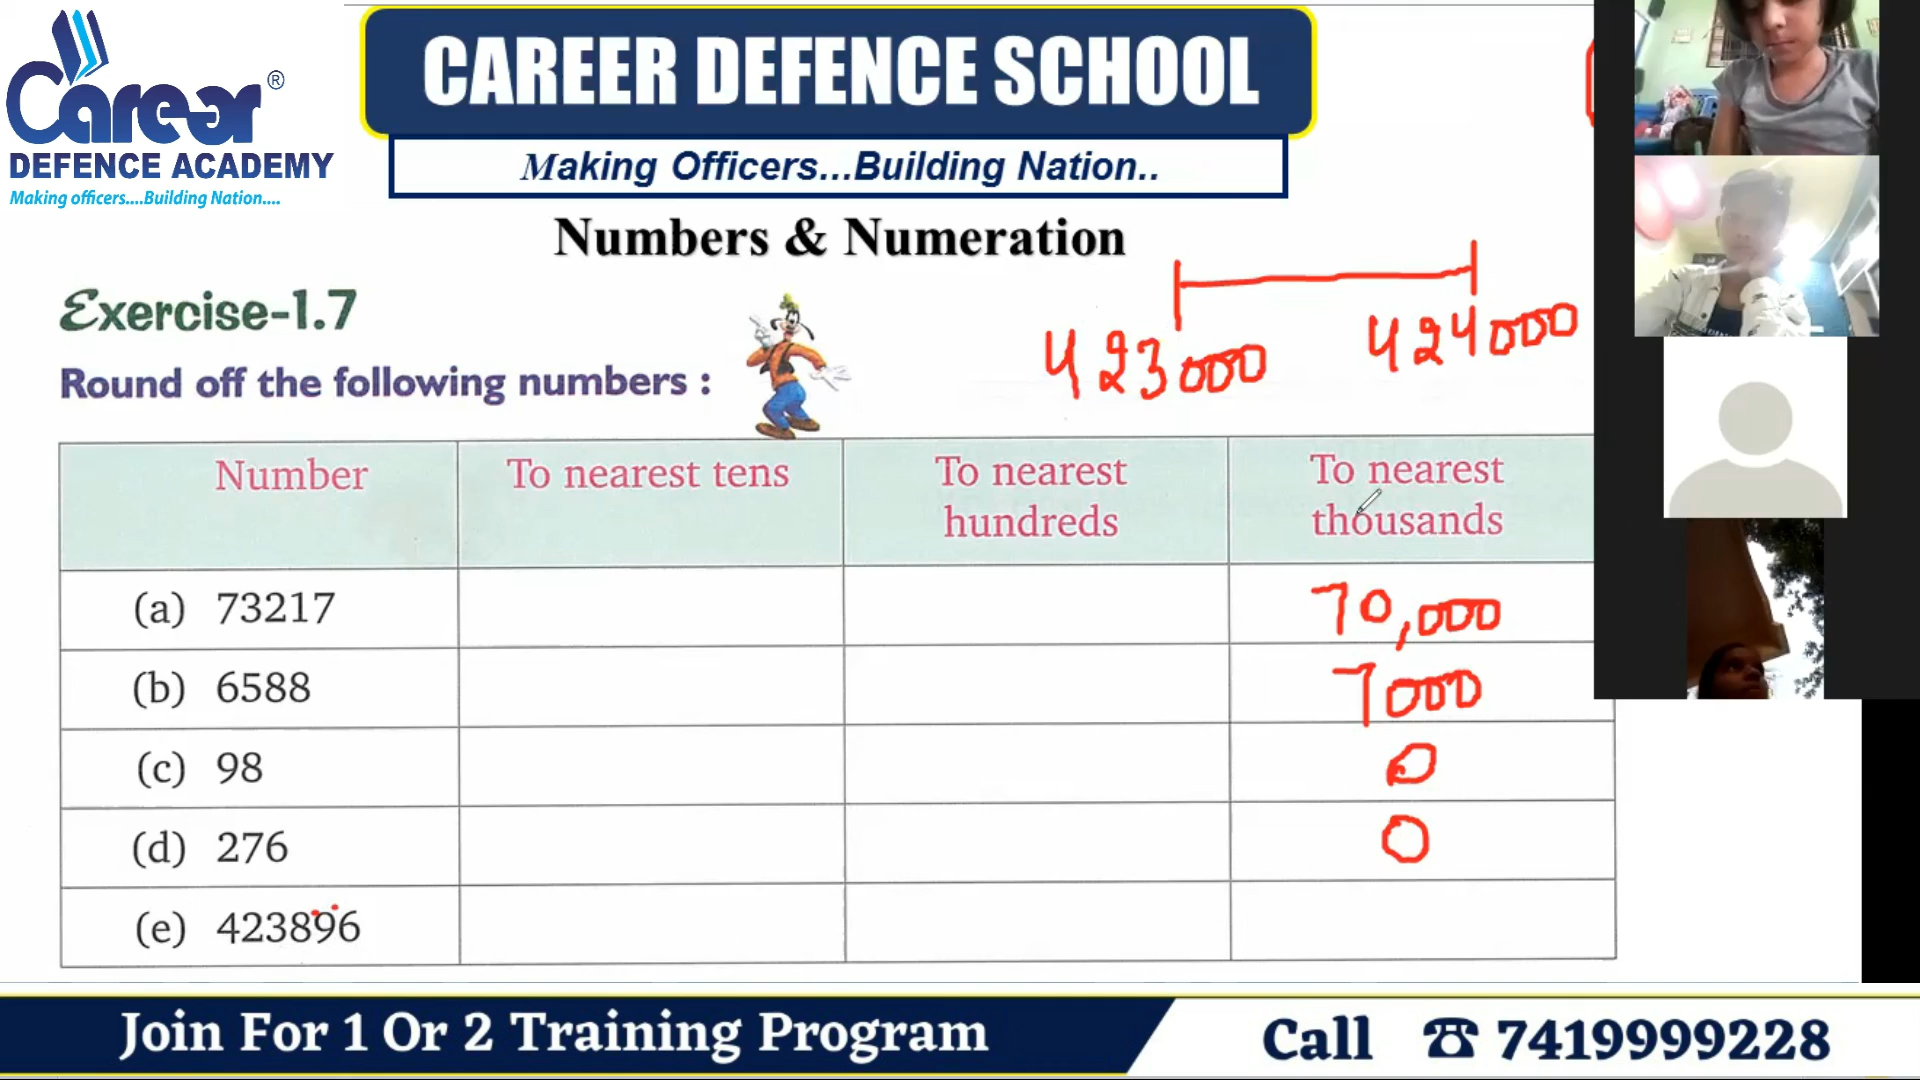 Career®
DEFENCE ACADEMY
Making officers....Building Nation....
CAREER DEFENCE SCHOOL
Making Officers...Building Nation..
Numbers & Numeration
Exercise-1.7
Round off the following numbers :
423000
424000
Number To nearest tens To nearest hundreds To nearest thousands
(a) 73217 70,000
(b) 6588 7000
(c) 98 0
(d) 276 0
(e) 423896
Join For 1 Or 2 Training Program
Call ☎ 7419999228